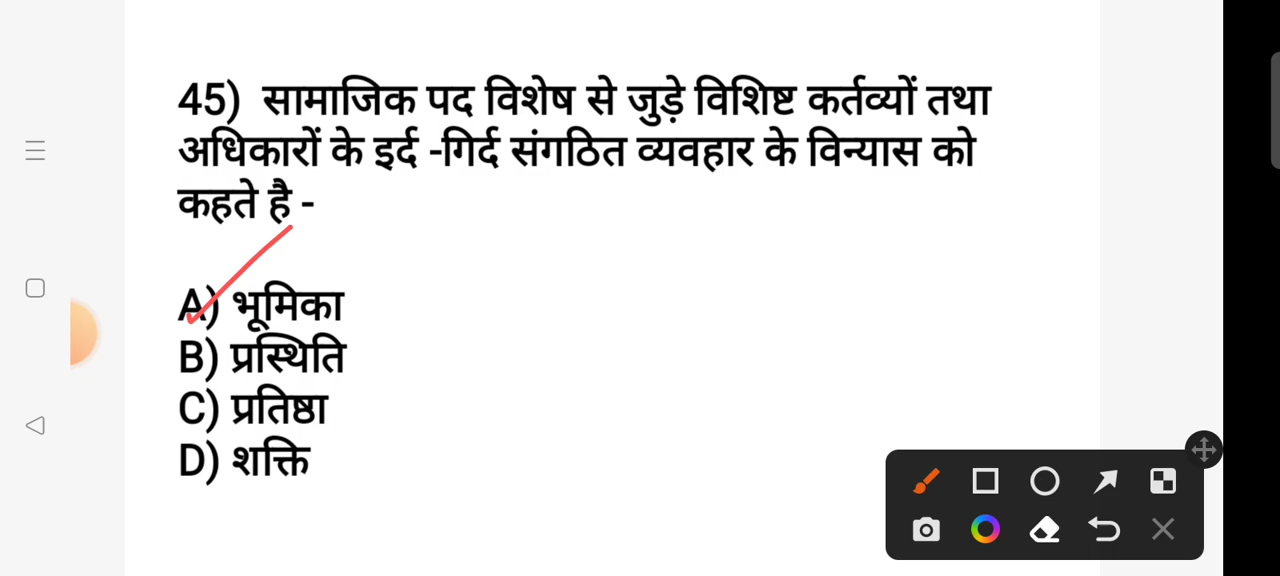 45) सामाजिक पद विशेष से जुड़े विशिष्ट कर्तव्यों तथा
अधिकारों के इर्द -गिर्द संगठित व्यवहार के विन्यास को
कहते है -
A) भूमिका
B) प्रस्थिति
C) प्रतिष्ठा
D) शक्ति